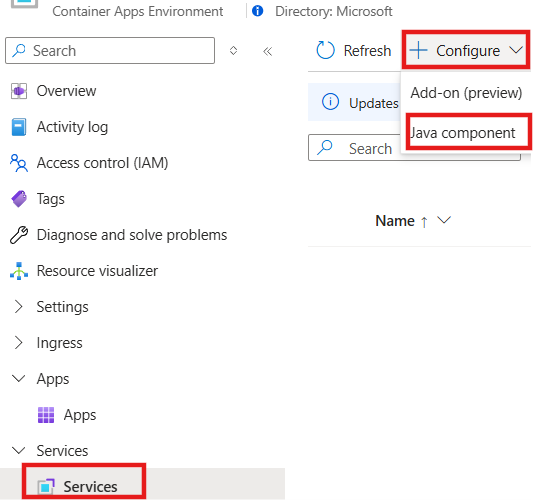 Container Apps Environment
Directory: Microsoft
Search
Refresh
Configure
Overview
Add-on (preview)
Updates
Activity log
Java component
Search
Access control (IAM)
Tags
Name ↑
Diagnose and solve problems
Resource visualizer
Settings
Ingress
Apps
Apps
Services
Services